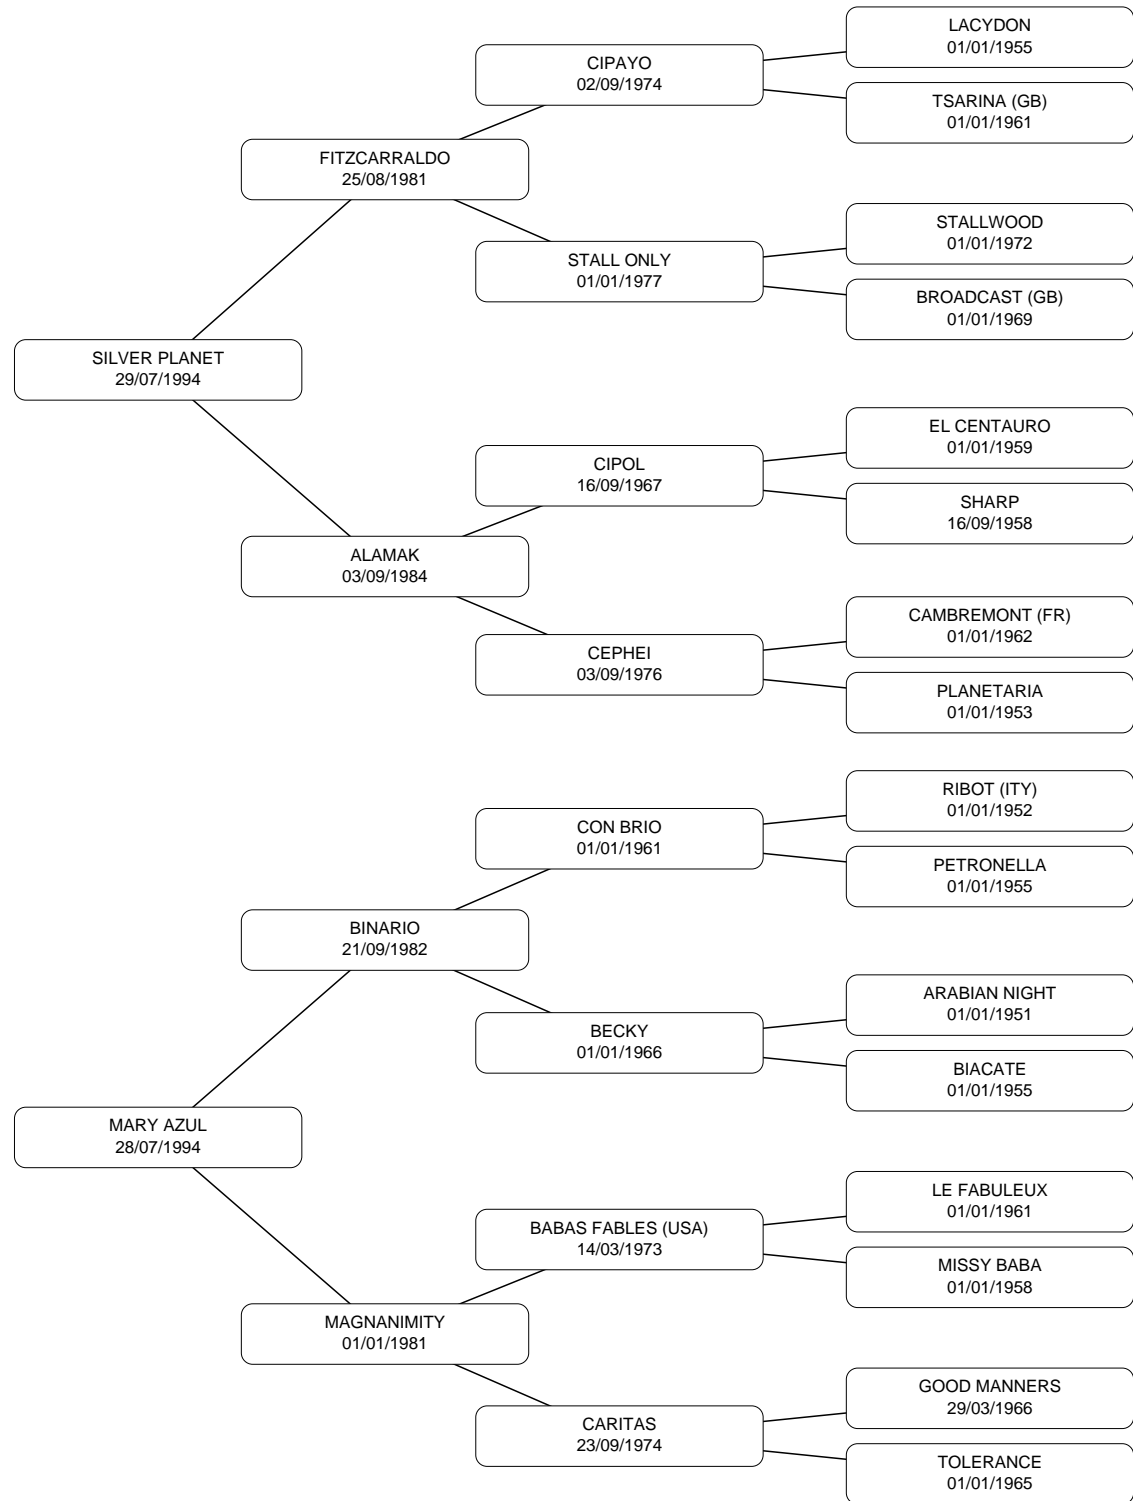 LACYDON
01/01/1955
CIPAYO
02/09/1974
TSARINA (GB)
01/01/1961
FITZCARRALDO
25/08/1981
STALLWOOD
01/01/1972
STALL ONLY
01/01/1977
BROADCAST (GB)
01/01/1969
SILVER PLANET
29/07/1994
EL CENTAURO
01/01/1959
CIPOL
16/09/1967
SHARP
16/09/1958
ALAMAK
03/09/1984
CAMBREMONT (FR)
01/01/1962
CEPHEI
03/09/1976
PLANETARIA
01/01/1953
RIBOT (ITY)
01/01/1952
CON BRIO
01/01/1961
PETRONELLA
01/01/1955
BINARIO
21/09/1982
ARABIAN NIGHT
01/01/1951
BECKY
01/01/1966
BIACATE
01/01/1955
MARY AZUL
28/07/1994
LE FABULEUX
01/01/1961
BABAS FABLES (USA)
14/03/1973
MISSY BABA
01/01/1958
MAGNANIMITY
01/01/1981
GOOD MANNERS
29/03/1966
CARITAS
23/09/1974
TOLERANCE
01/01/1965